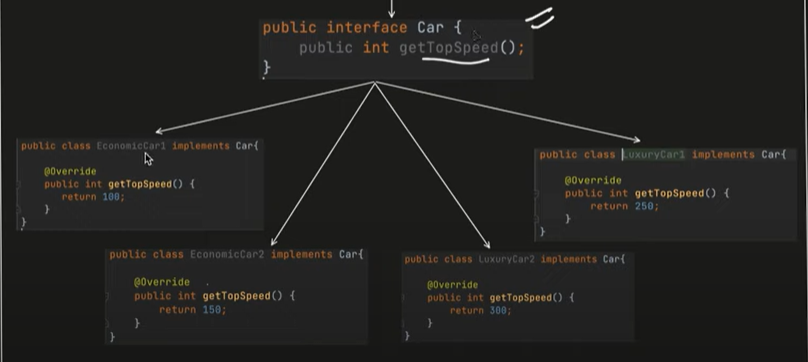 public interface Car {
public int getTopSpeed();
}
public class EconomicCar1 implements Car{
@Override
public int getTopSpeed() {
return 100;
}
}
public class LuxuryCar1 implements Car{
@Override
public int getTopSpeed() {
return 250;
}
}
public class EconomicCar2 implements Car{
@Override
public int getTopSpeed() {
return 150;
}
}
public class LuxuryCar2 implements Car{
@Override
public int getTopSpeed() {
return 300;
}
}